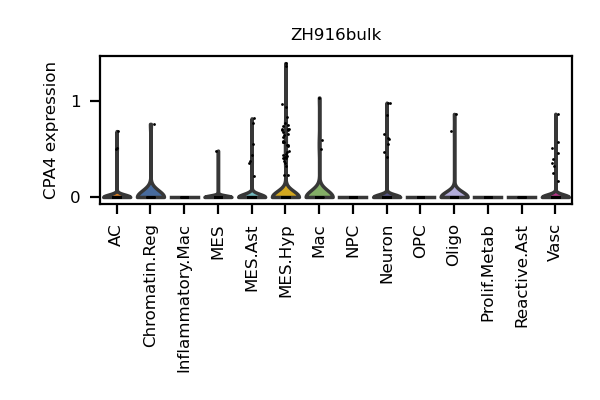 ZH916bulk
CPA4 expression
1
0
AC
Chromatin.Reg
Inflammatory.Mac
MES
MES.Ast
MES.Hyp
Mac
NPC
Neuron
OPC
Oligo
Prolif.Metab
Reactive.Ast
Vasc